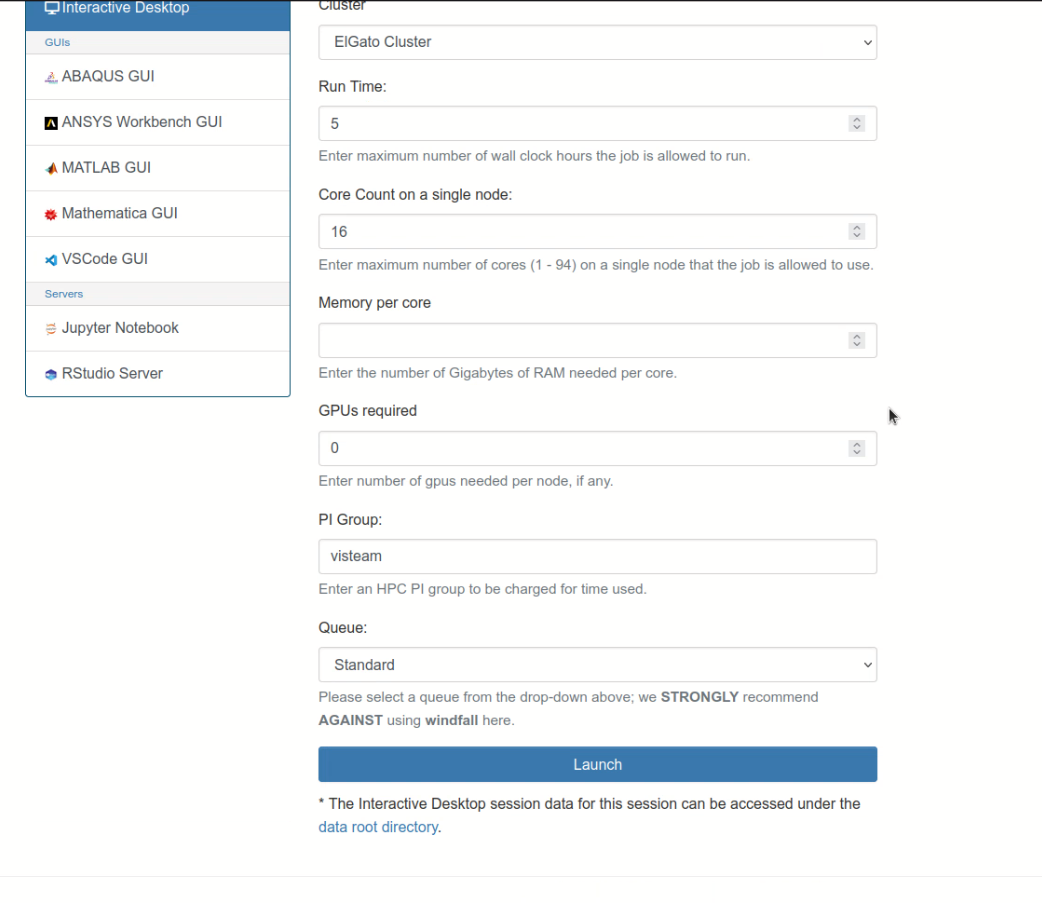 Interactive Desktop
GUIs
ABAQUS GUI
ANSYS Workbench GUI
MATLAB GUI
Mathematica GUI
VSCode GUI
Servers
Jupyter Notebook
RStudio Server
Cluster
ElGato Cluster
Run Time:
5
Enter maximum number of wall clock hours the job is allowed to run.
Core Count on a single node:
16
Enter maximum number of cores (1 - 94) on a single node that the job is allowed to use.
Memory per core
Enter the number of Gigabytes of RAM needed per core.
GPUs required
0
Enter number of gpus needed per node, if any.
PI Group:
visteam
Enter an HPC PI group to be charged for time used.
Queue:
Standard
Please select a queue from the drop-down above; we STRONGLY recommend
AGAINST using windfall here.
Launch
* The Interactive Desktop session data for this session can be accessed under the
data root directory.